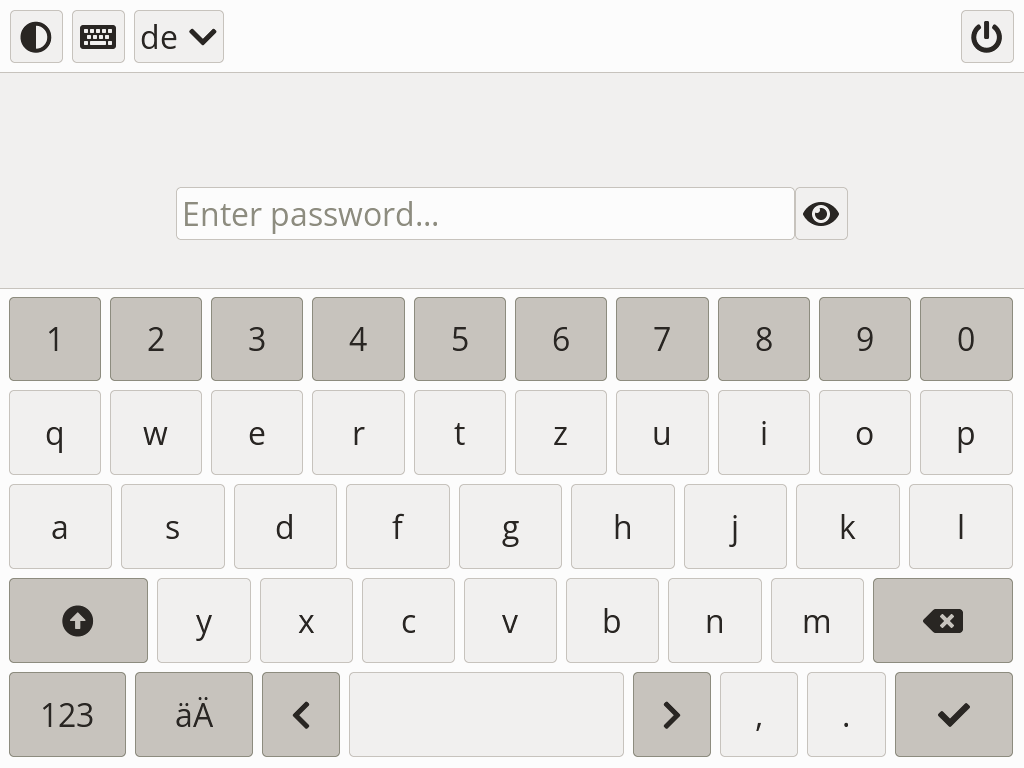 de
Enter password...
1 2 3 4 5 6 7 8 9 0
q w e r t z u i o p
a s d f g h j k l
y x c v b n m
123 äÄ , .